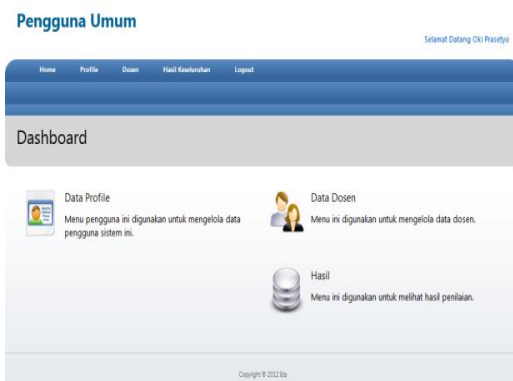 Pengguna Umum
Selamat Datang Oki Prasetyo
Home Profile Dosen Hasil Keseluruhan Logout
Dashboard
Data Profile
Menu pengguna ini digunakan untuk mengelola data
pengguna sistem ini.
Data Dosen
Menu ini digunakan untuk mengelola data dosen.
Hasil
Menu ini digunakan untuk melihat hasil penilaian.
Copyright © 2012